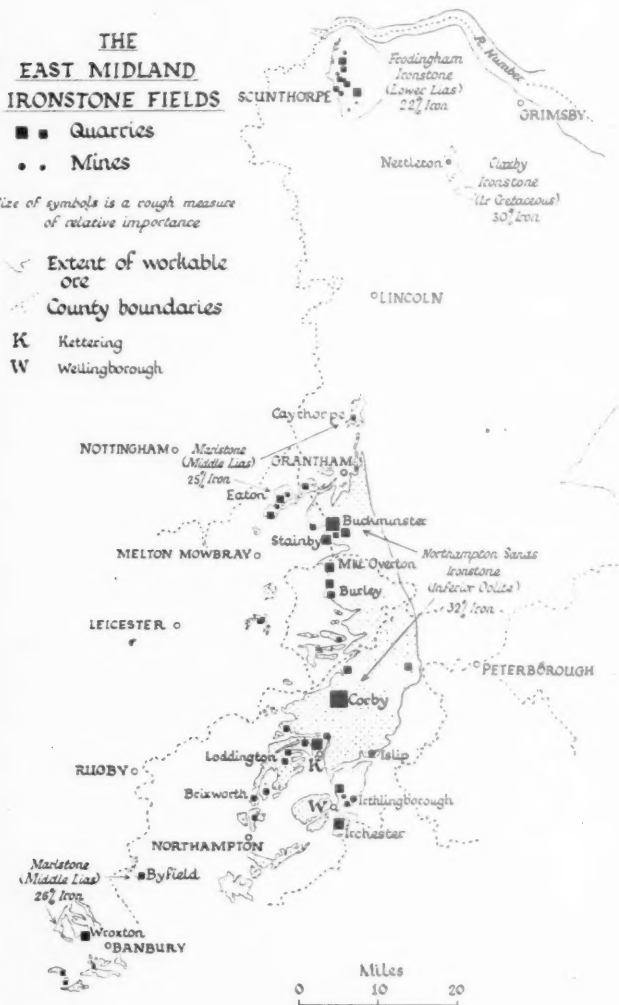 THE
EAST MIDLAND
IRONSTONE FIELDS
Quarries
Mines
Size of symbols is a rough measure
of relative importance
Extent of workable
ore
County boundaries
K Kettering
W Wellingborough
R. Humber
SCUNTHORPE
Frodingham
Ironstone
(Lower Lias)
22% Iron
GRIMSBY
Nettleton
Claxby
Ironstone
(Lr Cretaceous)
30% Iron
LINCOLN
Caythorpe
NOTTINGHAM
Marlstone
(Middle Lias)
25% Iron
GRANTHAM
Eaton
Buckminster
Stainby
MELTON MOWBRAY
Northampton Sands
Ironstone
(Inferior Oolite)
32% Iron
Mkt. Overton
Burley
LEICESTER
PETERBOROUGH
Corby
Loddington
K
Islip
RUGBY
Brixworth
W
Irthlingborough
Irchester
NORTHAMPTON
Marlstone
(Middle Lias)
26% Iron
Byfield
Wroxton
BANBURY
Miles
0 10 20